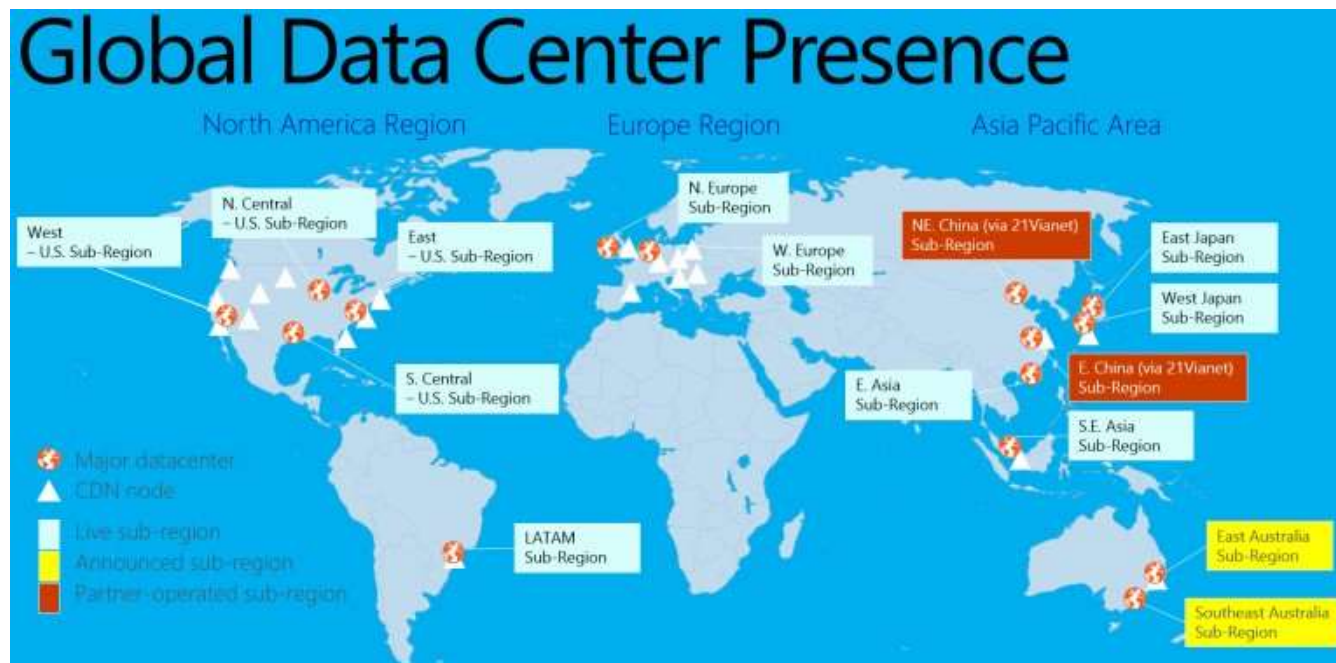 Global Data Center Presence
North America Region
Europe Region
Asia Pacific Area
N. Central
– U.S. Sub-Region
West
– U.S. Sub-Region
East
– U.S. Sub-Region
S. Central
– U.S. Sub-Region
N. Europe
Sub-Region
W. Europe
Sub-Region
NE. China (via 21Vianet)
Sub-Region
East Japan
Sub-Region
West Japan
Sub-Region
E. China (via 21Vianet)
Sub-Region
E. Asia
Sub-Region
S.E. Asia
Sub-Region
LATAM
Sub-Region
East Australia
Sub-Region
Southeast Australia
Sub-Region
Major datacenter
CDN node
Live sub-region
Announced sub-region
Partner-operated sub-region